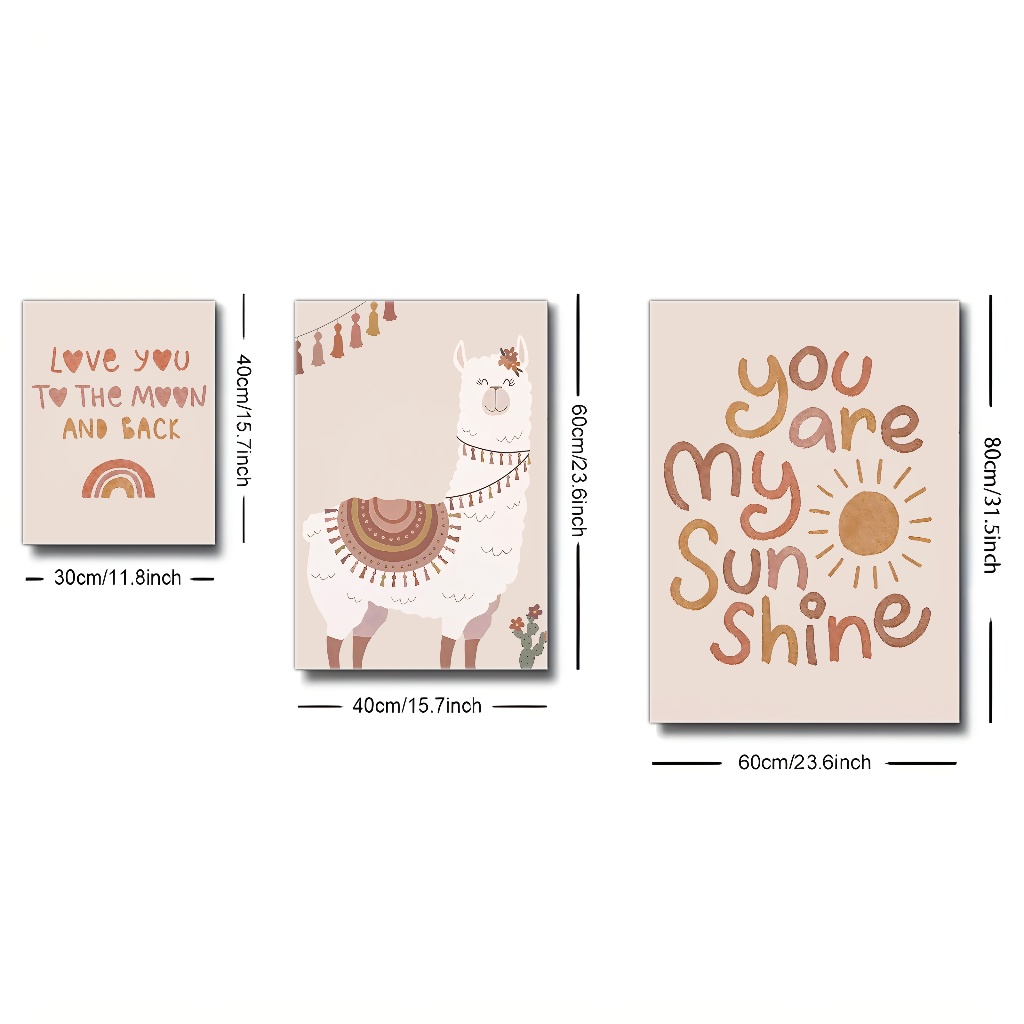 LOVE YOU
TO THE MOON
AND BACK
40cm/15.7inch
30cm/11.8inch
60cm/23.6inch
40cm/15.7inch
you
are
My
Sun
shine
80cm/31.5inch
60cm/23.6inch